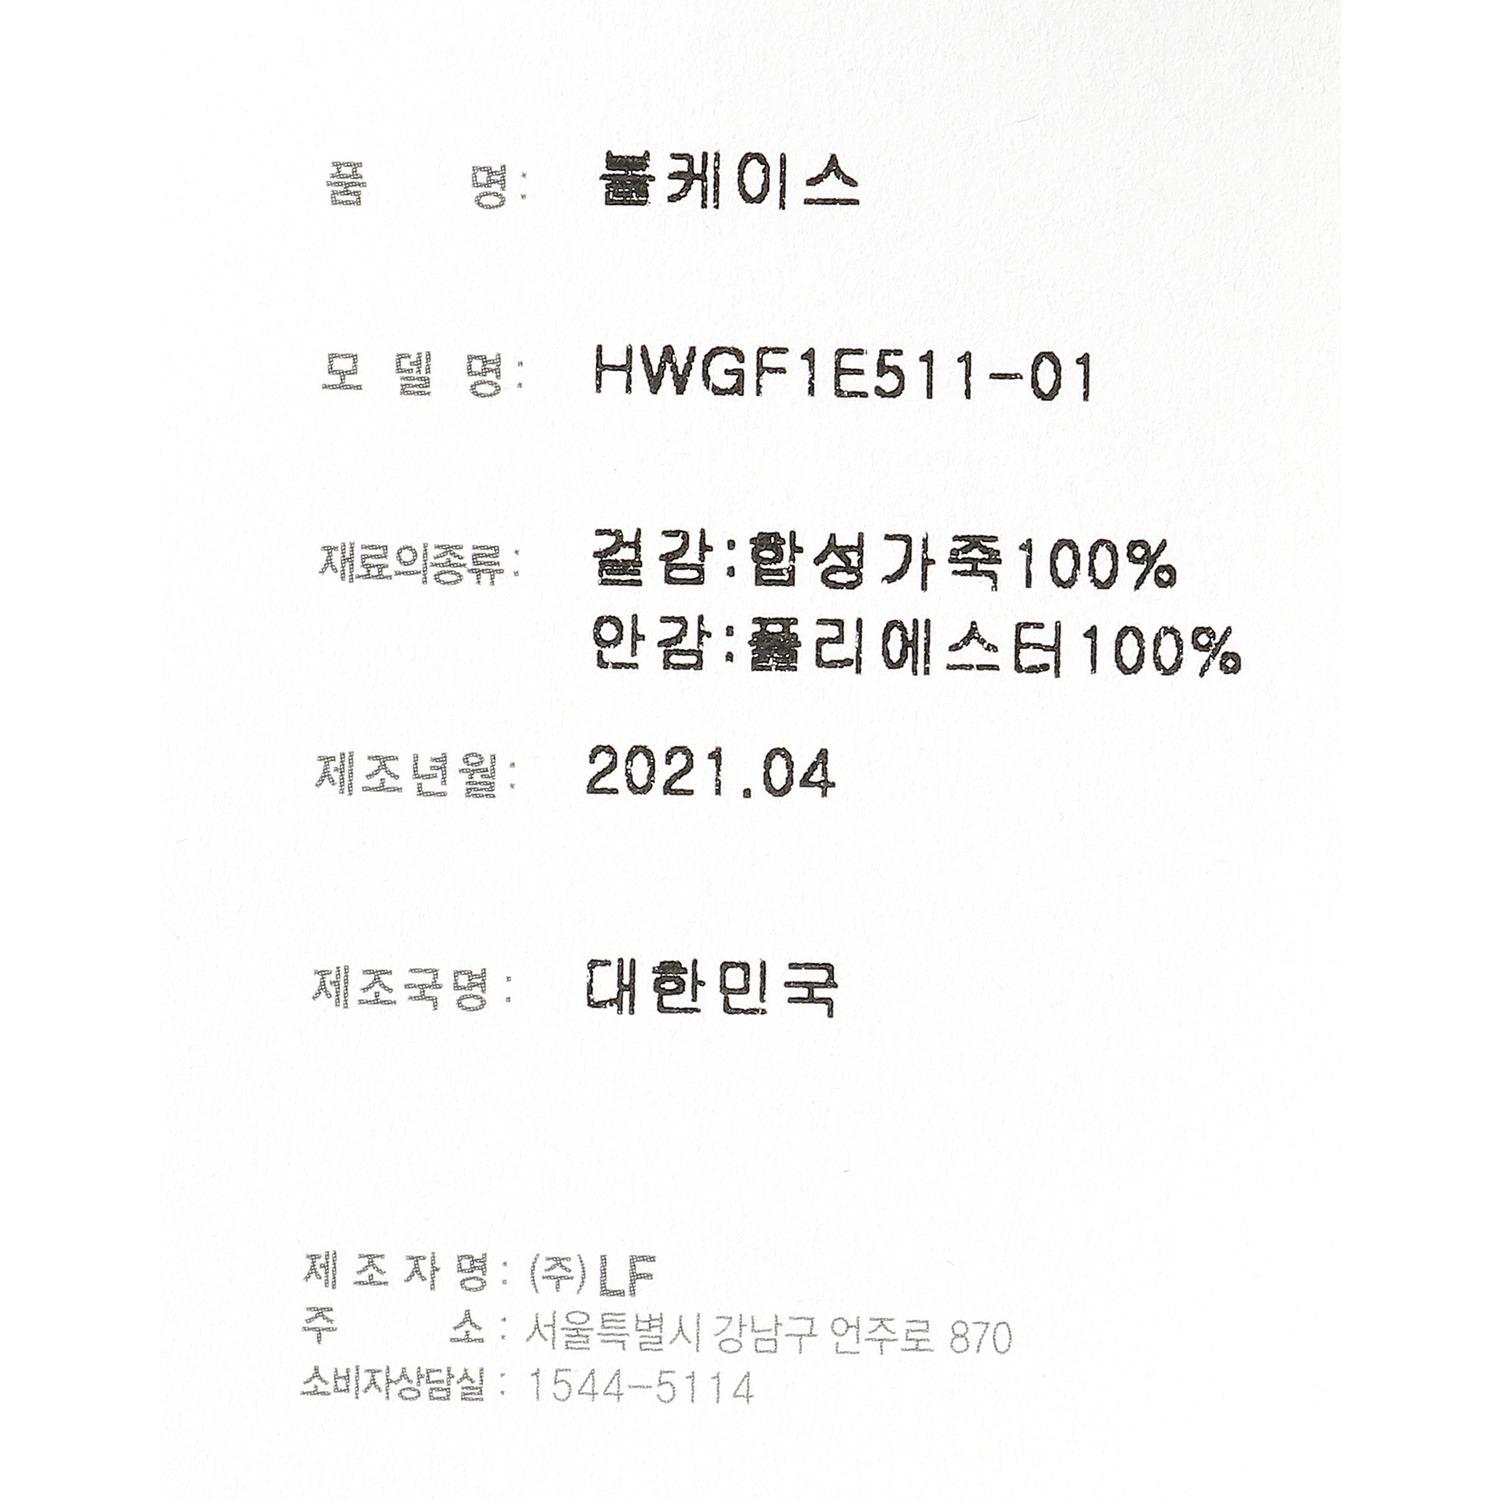 품 명: 볼케이스
모 델 명: HWGF1E511-01
재료의종류: 겉감:합성가죽100%
안감:폴리에스터100%
제조년월: 2021.04
제조국명: 대한민국
제 조 자 명: (주)LF
주 소: 서울특별시 강남구 언주로 870
소비자상담실: 1544-5114